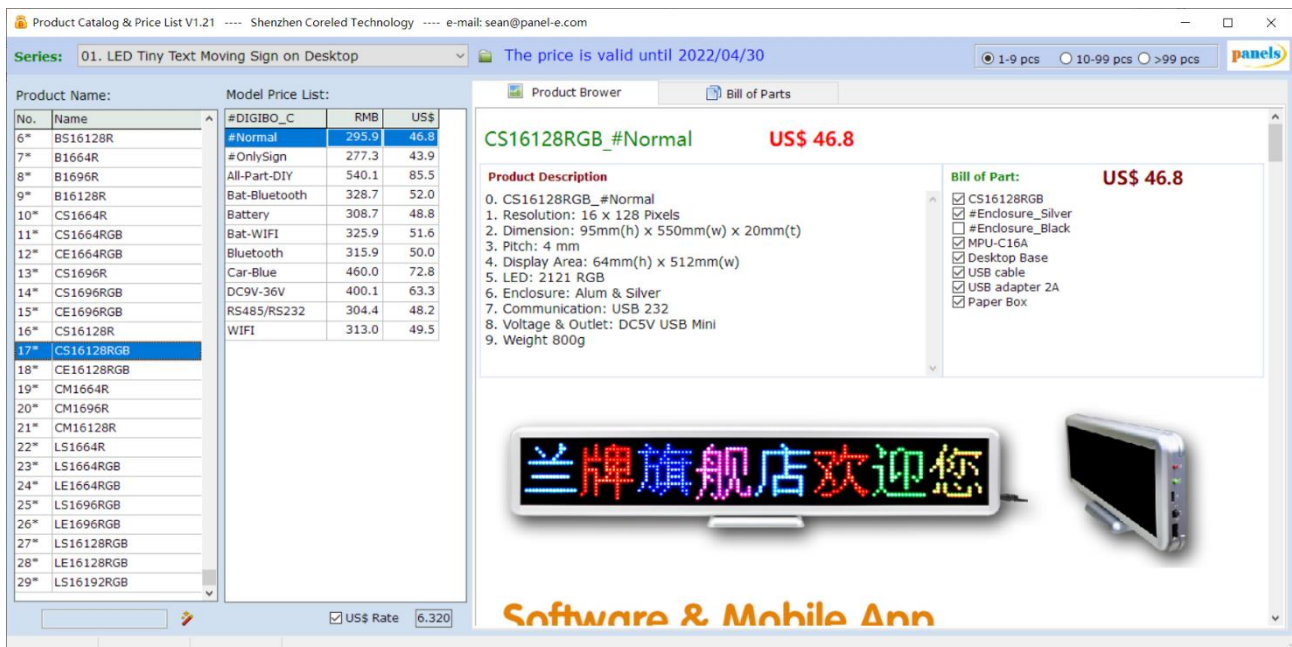 Product Catalog & Price List V1.21 ---- Shenzhen Coreled Technology ---- e-mail: sean@panel-e.com
Series: 01. LED Tiny Text Moving Sign on Desktop The price is valid until 2022/04/30 1-9 pcs 10-99 pcs >99 pcs panels
Product Name:
No. Name
6* BS16128R
7* B1664R
8* B1696R
9* B16128R
10* CS1664R
11* CS1664RGB
12* CE1664RGB
13* CS1696R
14* CS1696RGB
15* CE1696RGB
16* CS16128R
17* CS16128RGB
18* CE16128RGB
19* CM1664R
20* CM1696R
21* CM16128R
22* LS1664R
23* LS1664RGB
24* LE1664RGB
25* LS1696RGB
26* LE1696RGB
27* LS16128RGB
28* LE16128RGB
29* LS16192RGB
Model Price List:
#DIGIBO_C RMB US$
#Normal 295.9 46.8
#OnlySign 277.3 43.9
All-Part-DIY 540.1 85.5
Bat-Bluetooth 328.7 52.0
Battery 308.7 48.8
Bat-WIFI 325.9 51.6
Bluetooth 315.9 50.0
Car-Blue 460.0 72.8
DC9V-36V 400.1 63.3
RS485/RS232 304.4 48.2
WIFI 313.0 49.5
US$ Rate 6.320
Product Brower Bill of Parts
CS16128RGB_#Normal US$ 46.8
Product Description
0. CS16128RGB_#Normal
1. Resolution: 16 x 128 Pixels
2. Dimension: 95mm(h) x 550mm(w) x 20mm(t)
3. Pitch: 4 mm
4. Display Area: 64mm(h) x 512mm(w)
5. LED: 2121 RGB
6. Enclosure: Alum & Silver
7. Communication: USB 232
8. Voltage & Outlet: DC5V USB Mini
9. Weight 800g
Bill of Part: US$ 46.8
CS16128RGB
#Enclosure_Silver
#Enclosure_Black
MPU-C16A
Desktop Base
USB cable
USB adapter 2A
Paper Box
兰牌旗舰店欢迎您
Software & Mobile App